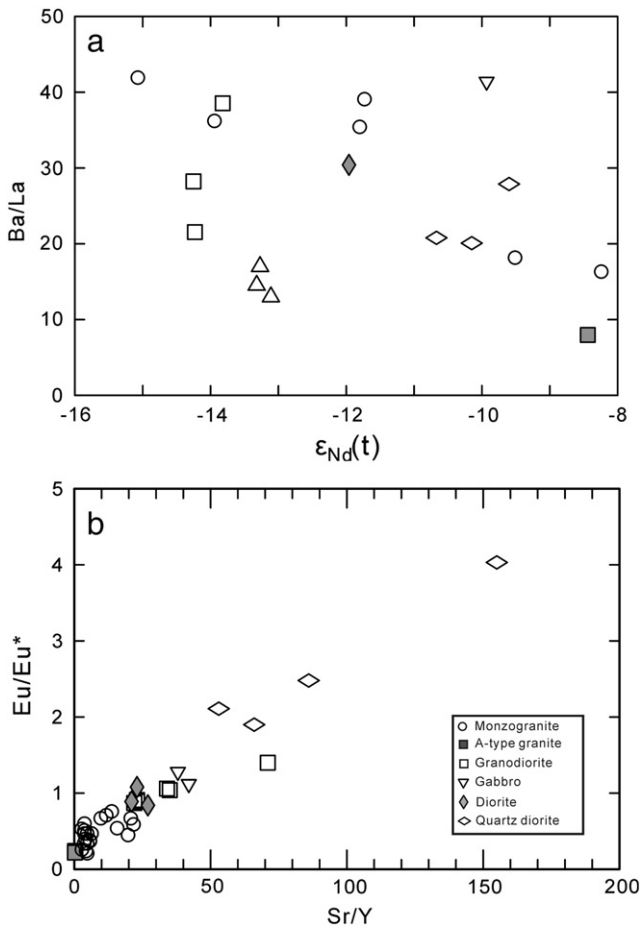 a
50
40
30
20
10
0
Ba/La
-16
-14
-12
-10
-8
εNd(t)
b
5
4
3
2
1
0
Eu/Eu*
0
50
100
150
200
Sr/Y
Monzogranite
A-type granite
Granodiorite
Gabbro
Diorite
Quartz diorite